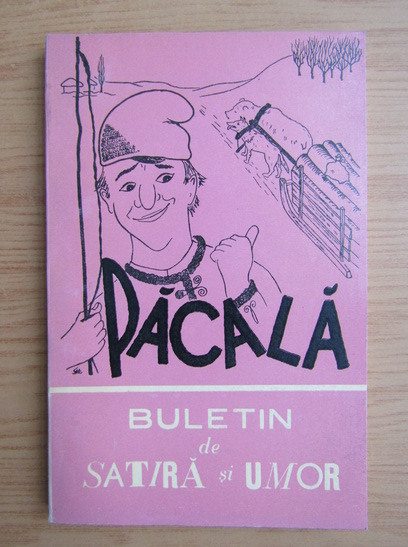 PĂCALĂ
BULETIN
de
SATIRĂ și UMOR